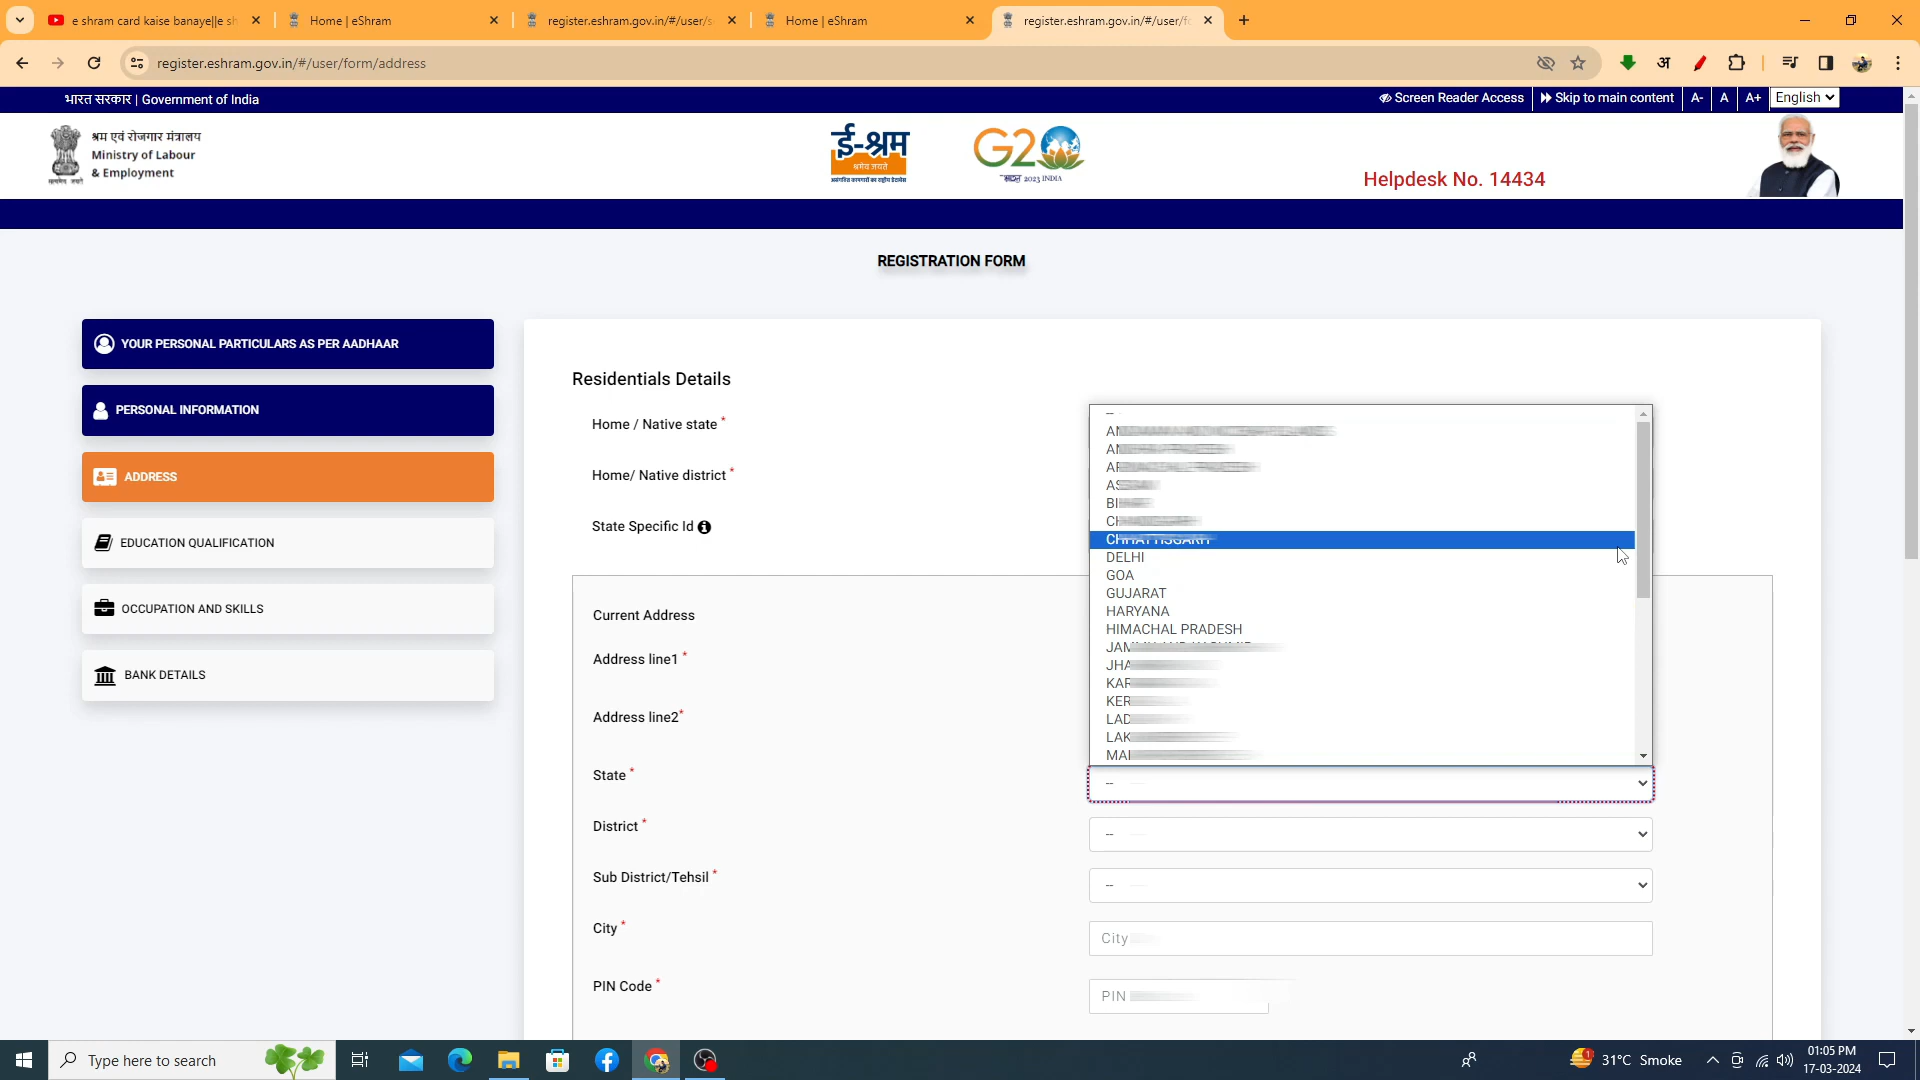 e shram card kaise banaye||e sh
Home | eShram
register.eshram.gov.in/#/user/s
Home | eShram
register.eshram.gov.in/#/user/f
register.eshram.gov.in/#/user/form/address
अ
भारत सरकार | Government of India
Screen Reader Access
Skip to main content
A-
A
A+
English
श्रम एवं रोजगार मंत्रालय
Ministry of Labour
& Employment
ई-श्रम
श्रमेव जयते
G20
2023 INDIA
Helpdesk No. 14434
REGISTRATION FORM
YOUR PERSONAL PARTICULARS AS PER AADHAAR
PERSONAL INFORMATION
ADDRESS
EDUCATION QUALIFICATION
OCCUPATION AND SKILLS
BANK DETAILS
Residentials Details
Home / Native state *
Home/ Native district *
State Specific Id
Current Address
Address line1 *
Address line2*
State *
District *
Sub District/Tehsil *
City *
PIN Code *
--
CHHATTISGARH
DELHI
GOA
GUJARAT
HARYANA
HIMACHAL PRADESH
--
--
--
City
PIN
Type here to search
1
31°C Smoke
01:05 PM
17-03-2024